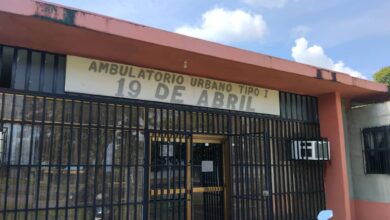 AMBULATORIO URBANO TIPO I
19 DE ABRIL